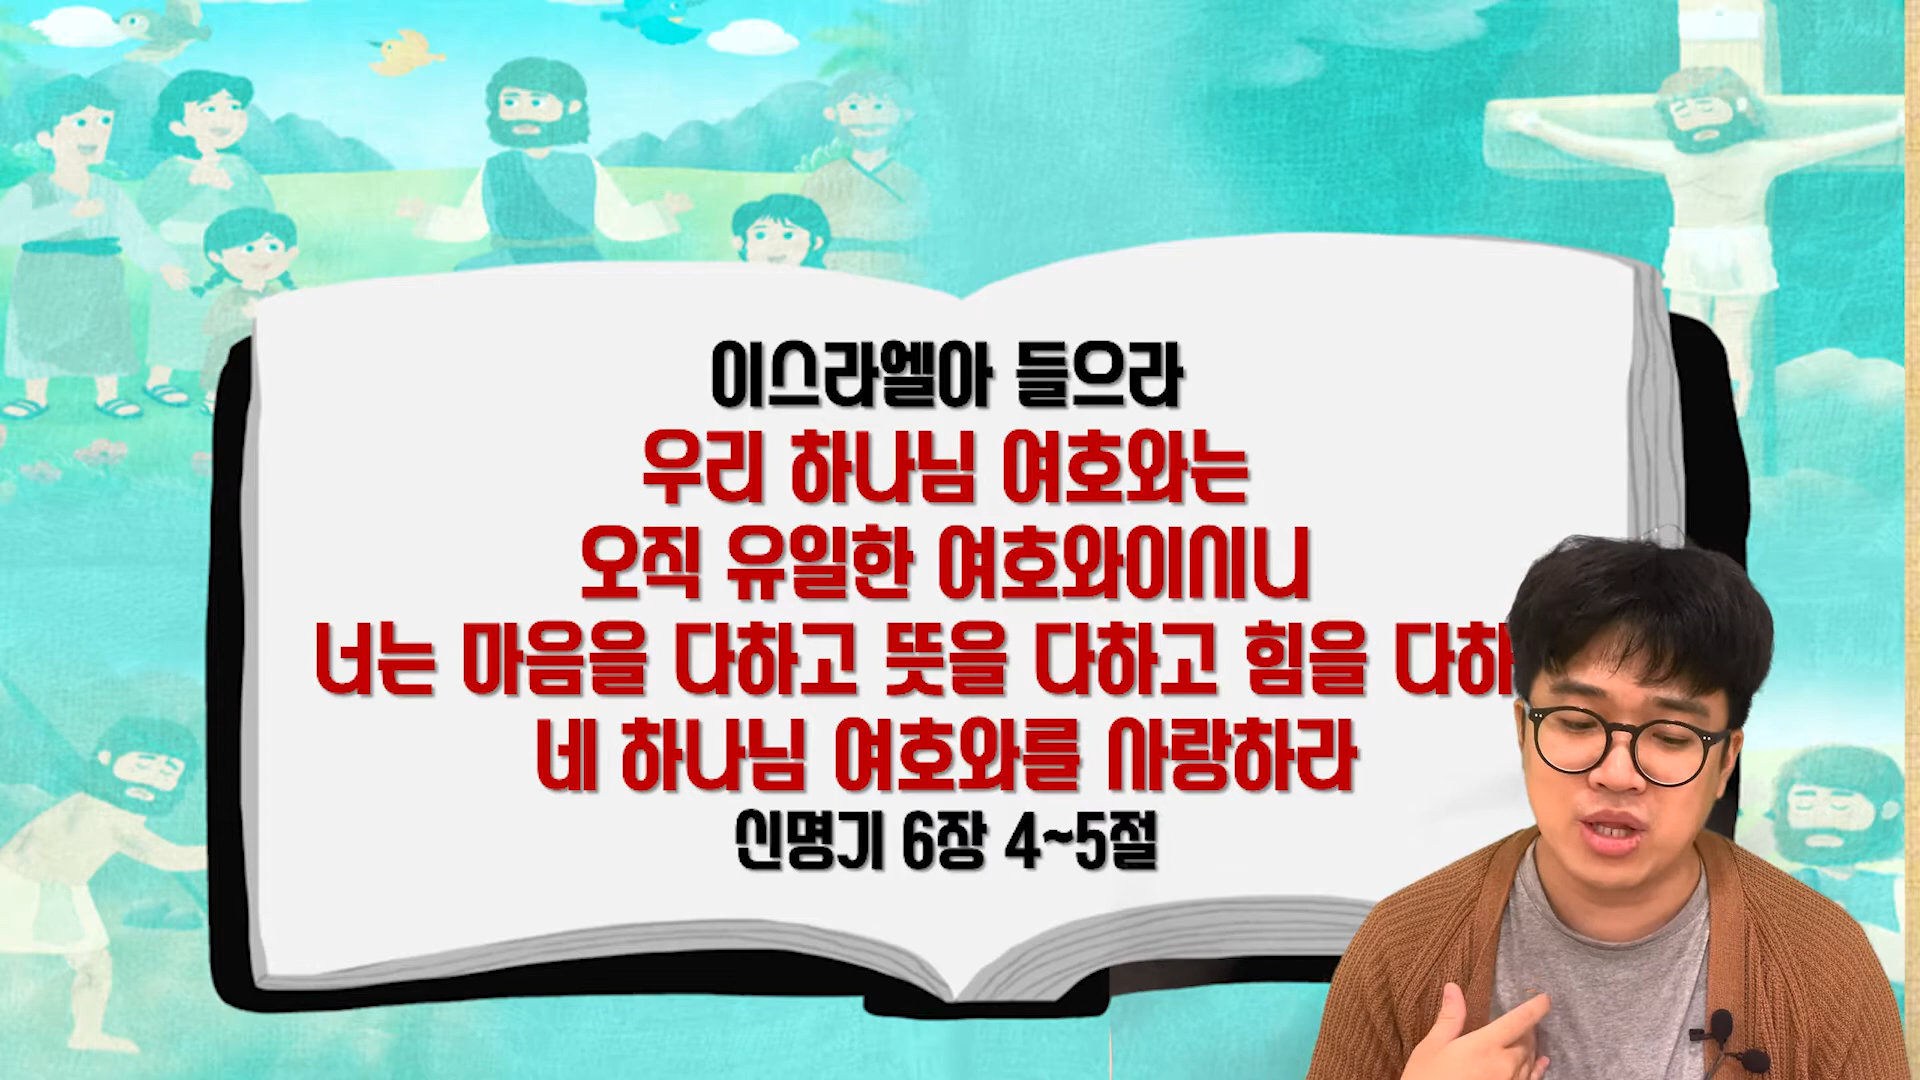 이스라엘아 들으라
우리 하나님 여호와는
오직 유일한 여호와이시니
너는 마음을 다하고 뜻을 다하고 힘을 다하
네 하나님 여호와를 사랑하라
신명기 6장 4~5절